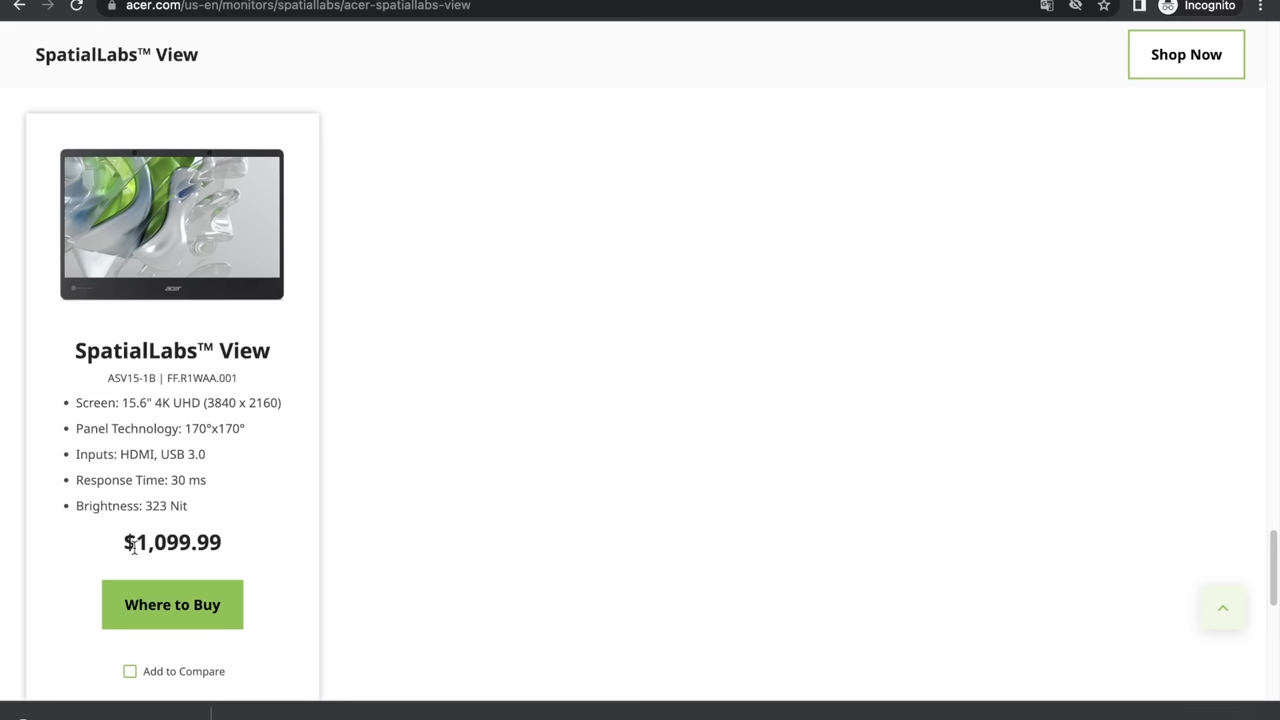 acer.com/us-en/monitors/spatiallabs/acer-spatiallabs-view
Incognito
SpatialLabs™ View
Shop Now
acer
SpatialLabs™ View
ASV15-1B | FF.R1WAA.001
• Screen: 15.6" 4K UHD (3840 x 2160)
• Panel Technology: 170°x170°
• Inputs: HDMI, USB 3.0
• Response Time: 30 ms
• Brightness: 323 Nit
$1,099.99
Where to Buy
Add to Compare